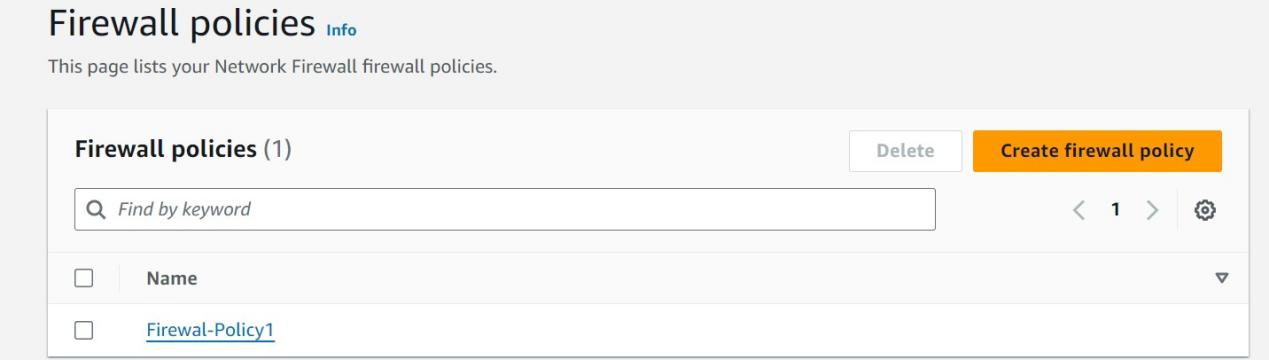 Firewall policies Info
This page lists your Network Firewall firewall policies.
Firewall policies (1)
Delete
Create firewall policy
Find by keyword
1
Name
Firewal-Policy1